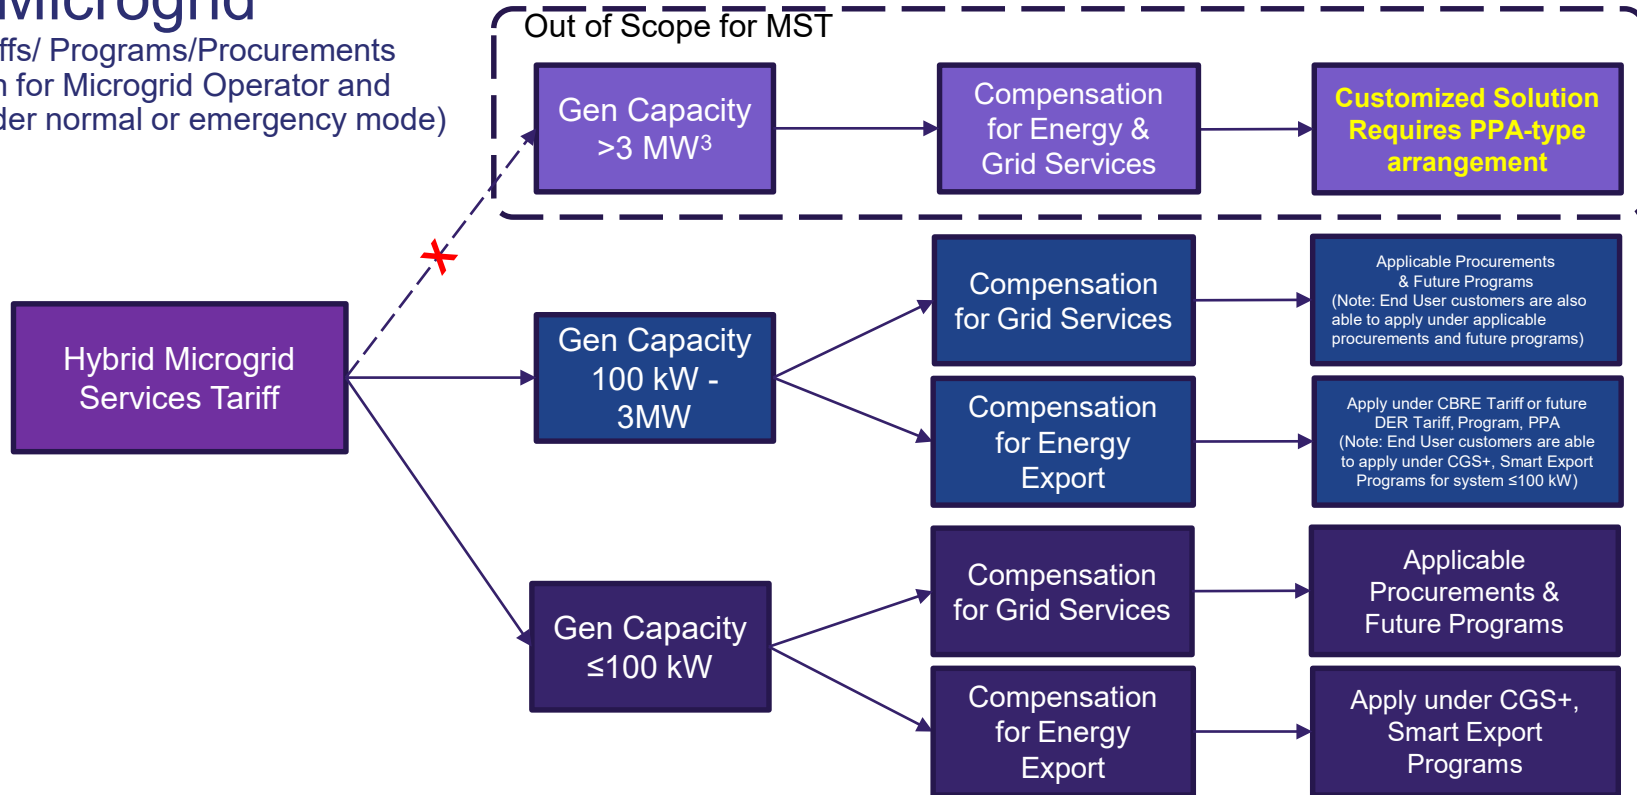 Microgrid
ffs/ Programs/Procurements
n for Microgrid Operator and
der normal or emergency mode)
Out of Scope for MST
Gen Capacity
>3 MW³
Compensation
for Energy &
Grid Services
Customized Solution
Requires PPA-type
arrangement
X
Hybrid Microgrid
Services Tariff
Gen Capacity
100 kW -
3MW
Compensation
for Grid Services
Applicable Procurements
& Future Programs
(Note: End User customers are also
able to apply under applicable
procurements and future programs)
Compensation
for Energy
Export
Apply under CBRE Tariff or future
DER Tariff, Program, PPA
(Note: End User customers are able
to apply under CGS+, Smart Export
Programs for system ≤100 kW)
Gen Capacity
≤100 kW
Compensation
for Grid Services
Applicable
Procurements &
Future Programs
Compensation
for Energy
Export
Apply under CGS+,
Smart Export
Programs